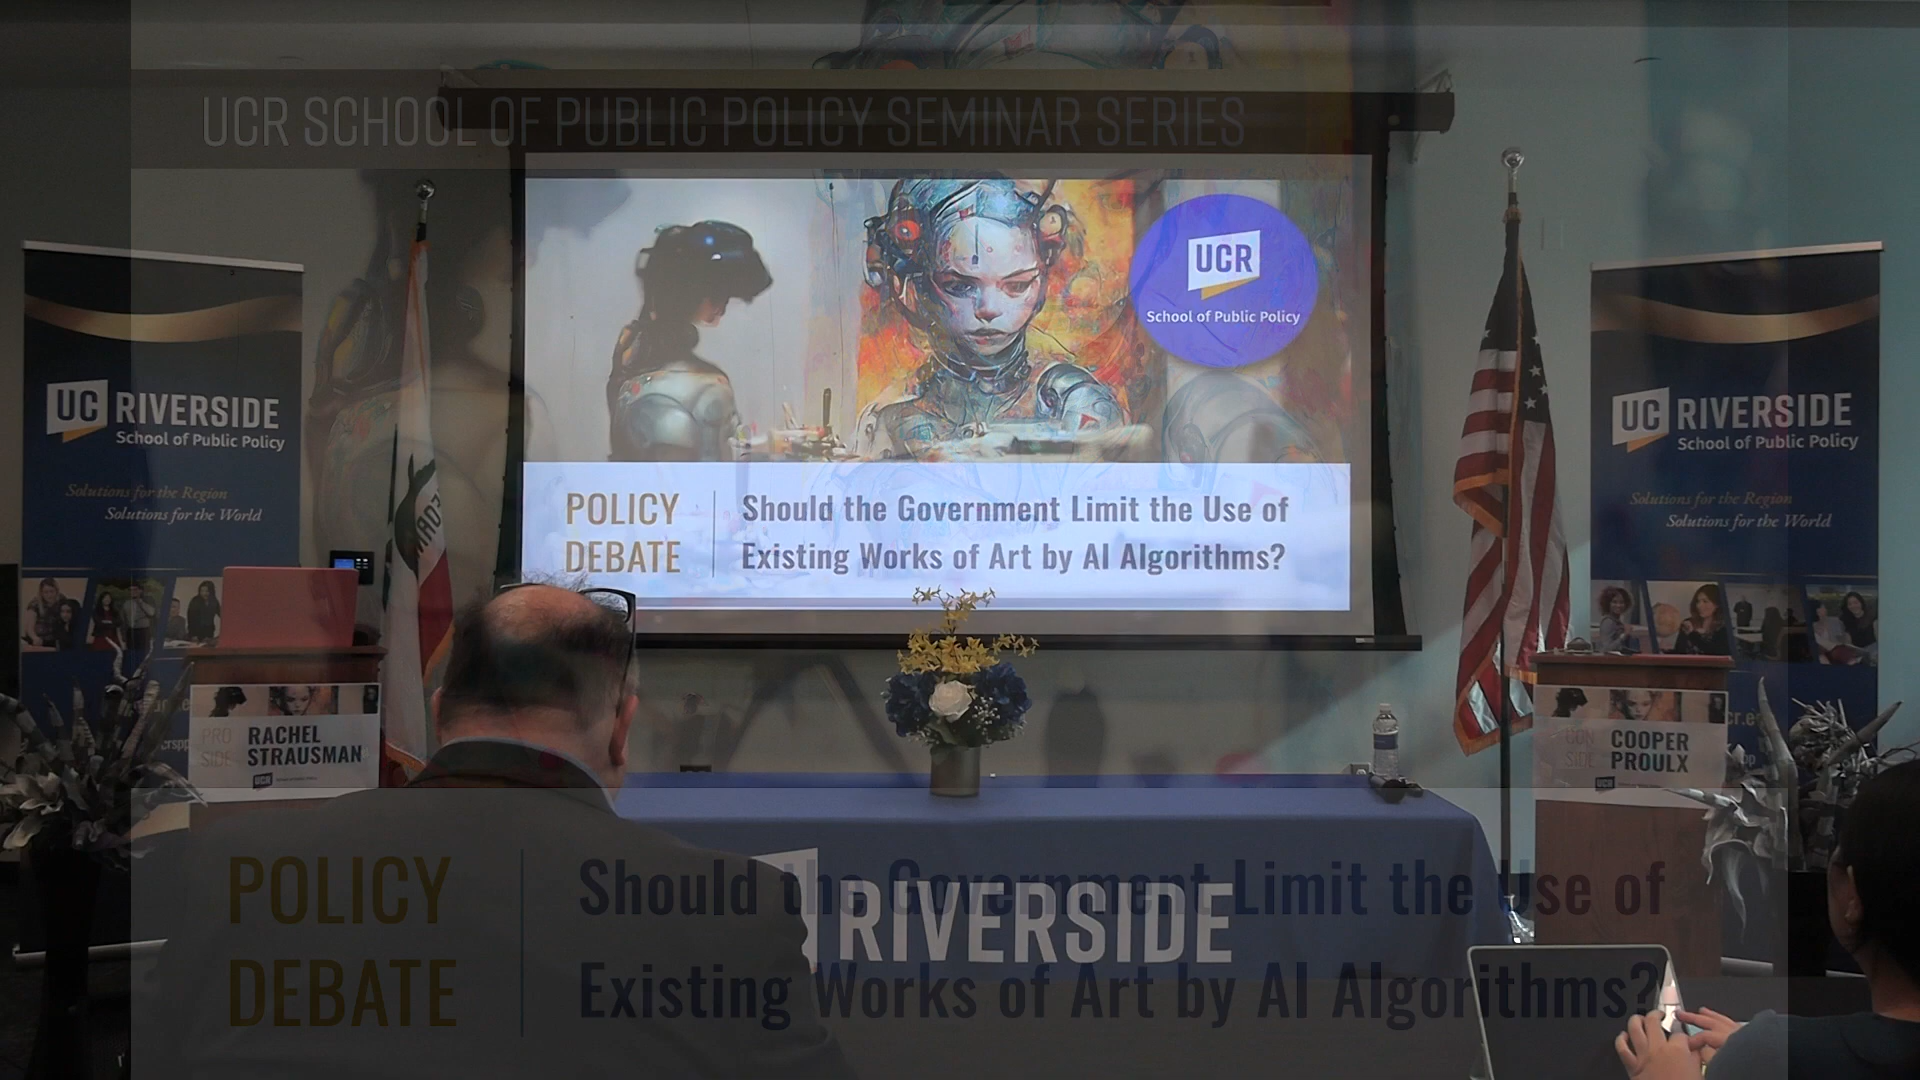 UCR SCHOOL OF PUBLIC POLICY SEMINAR SERIES
UCR
School of Public Policy
POLICY
DEBATE
Should the Government Limit the Use of
Existing Works of Art by AI Algorithms?
UC RIVERSIDE
School of Public Policy
Solutions for the Region
Solutions for the World
UC RIVERSIDE
School of Public Policy
Solutions for the Region
Solutions for the World
PRO
SIDE
RACHEL
STRAUSMAN
UCR
CON
SIDE
COOPER
PROULX
UCR
RIVERSIDE
POLICY
DEBATE
Should the Government Limit the Use of
Existing Works of Art by AI Algorithms?